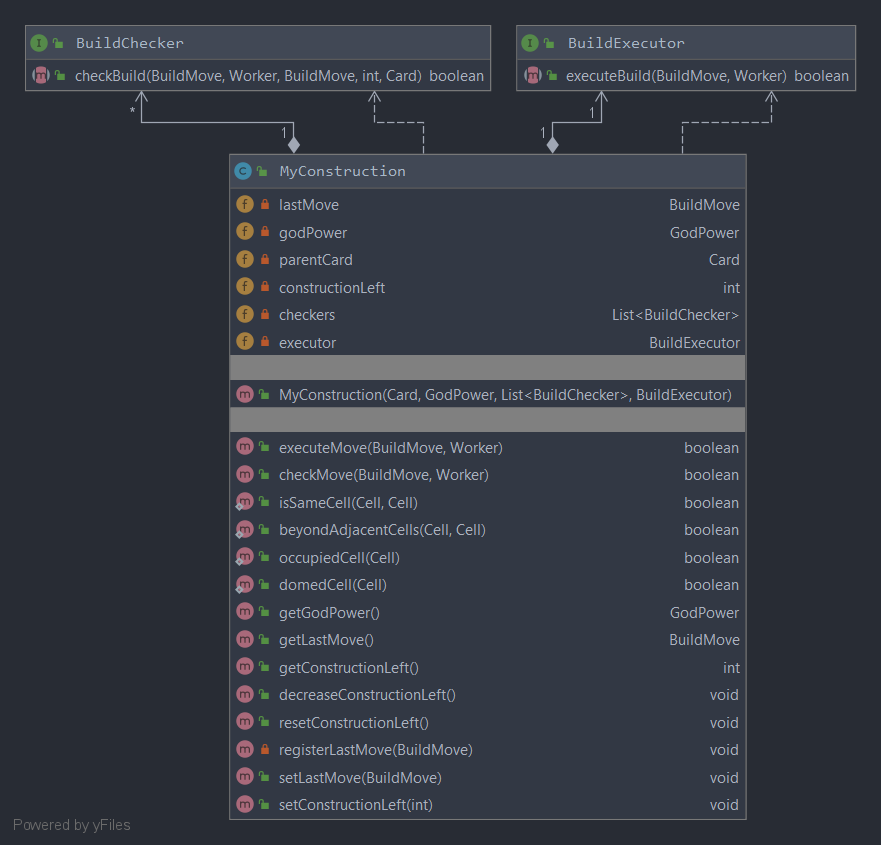 BuildChecker
checkBuild(BuildMove, Worker, BuildMove, int, Card) boolean
BuildExecutor
executeBuild(BuildMove, Worker) boolean
*
1
1
1
MyConstruction
lastMove BuildMove
godPower GodPower
parentCard Card
constructionLeft int
checkers List<BuildChecker>
executor BuildExecutor
MyConstruction(Card, GodPower, List<BuildChecker>, BuildExecutor)
executeMove(BuildMove, Worker) boolean
checkMove(BuildMove, Worker) boolean
isSameCell(Cell, Cell) boolean
beyondAdjacentCells(Cell, Cell) boolean
occupiedCell(Cell) boolean
domedCell(Cell) boolean
getGodPower() GodPower
getLastMove() BuildMove
getConstructionLeft() int
decreaseConstructionLeft() void
resetConstructionLeft() void
registerLastMove(BuildMove) void
setLastMove(BuildMove) void
setConstructionLeft(int) void
Powered by yFiles